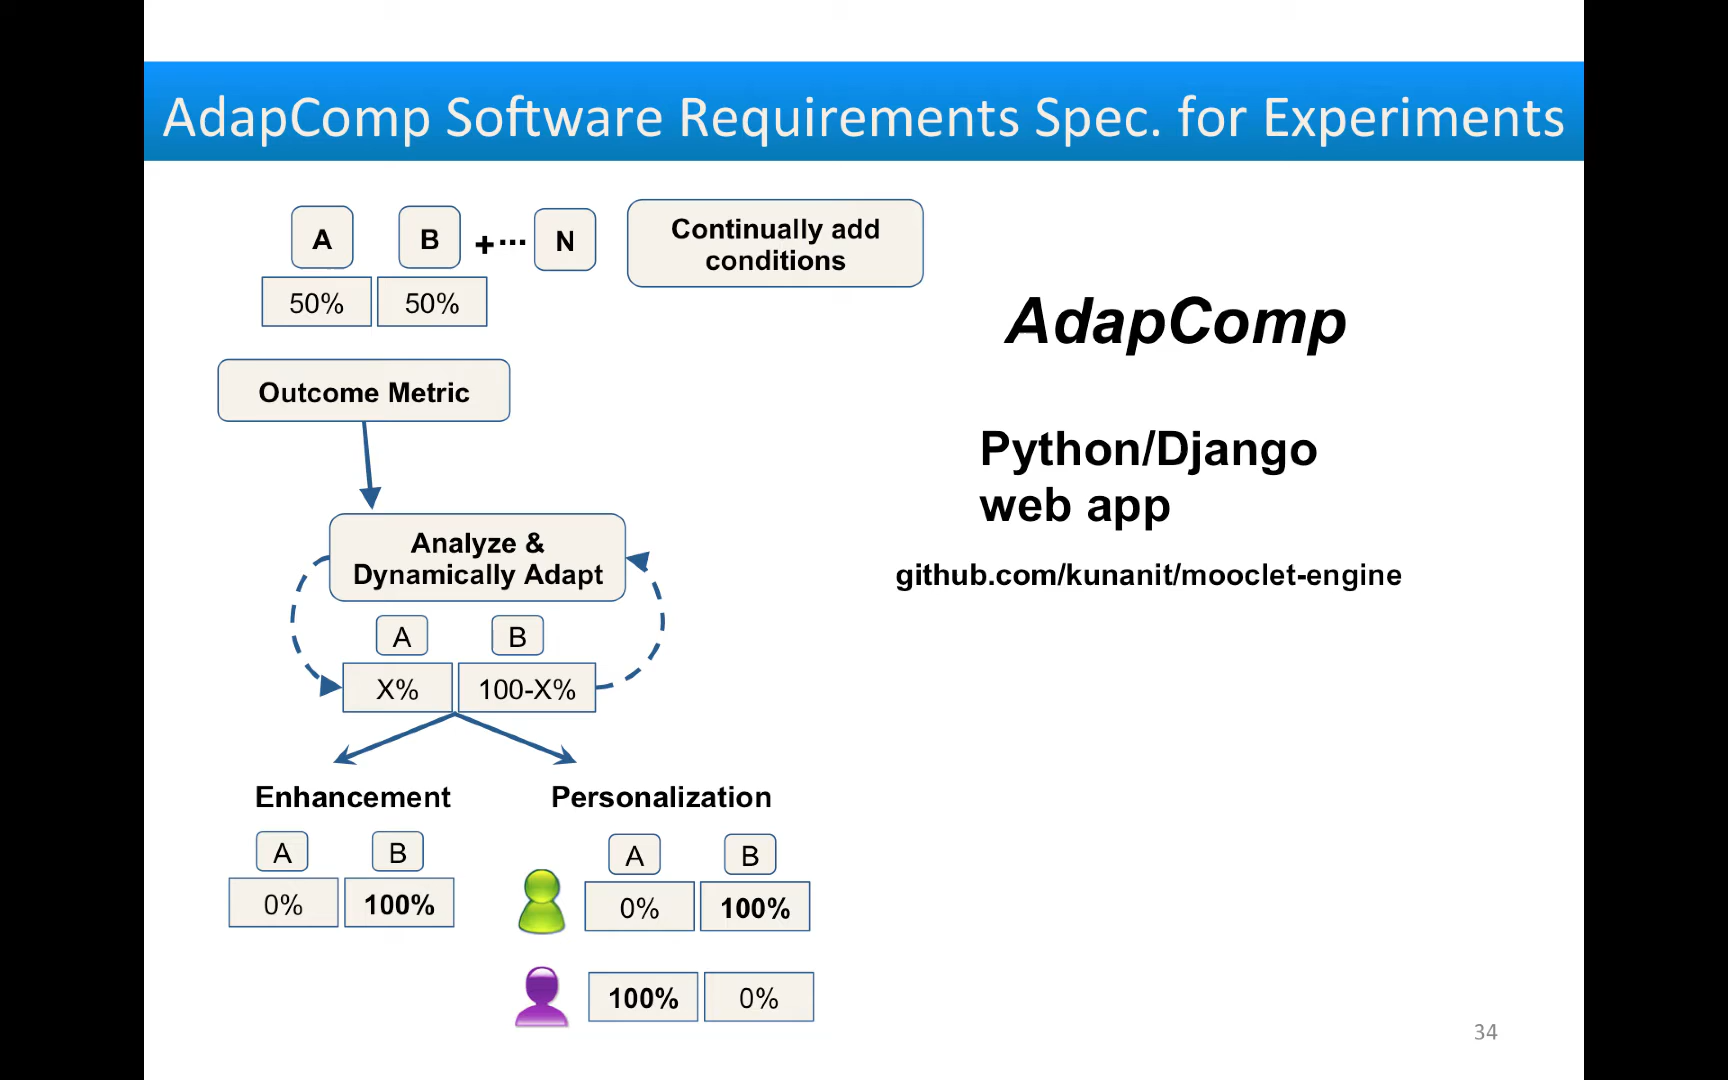 AdapComp Software Requirements Spec. for Experiments
A B +··· N
50% 50%
Continually add
conditions
Outcome Metric
Analyze &
Dynamically Adapt
A B
X% 100-X%
Enhancement
A B
0% 100%
Personalization
A B
0% 100%
100% 0%
AdapComp
Python/Django
web app
github.com/kunanit/mooclet-engine
34